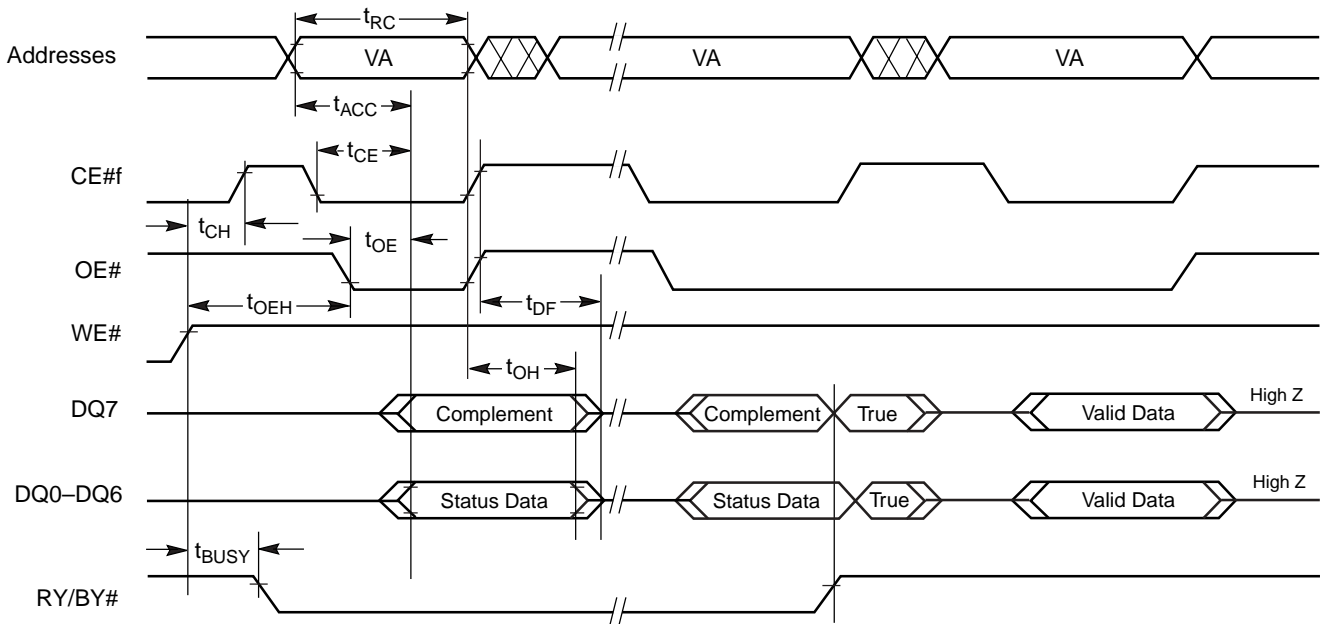 tRC
Addresses VA VA VA
tACC
tCE
CE#f
tCH
tOE
OE#
tOEH
tDF
WE#
tOH
DQ7 Complement Complement True Valid Data High Z
DQ0–DQ6 Status Data Status Data True Valid Data High Z
tBUSY
RY/BY#